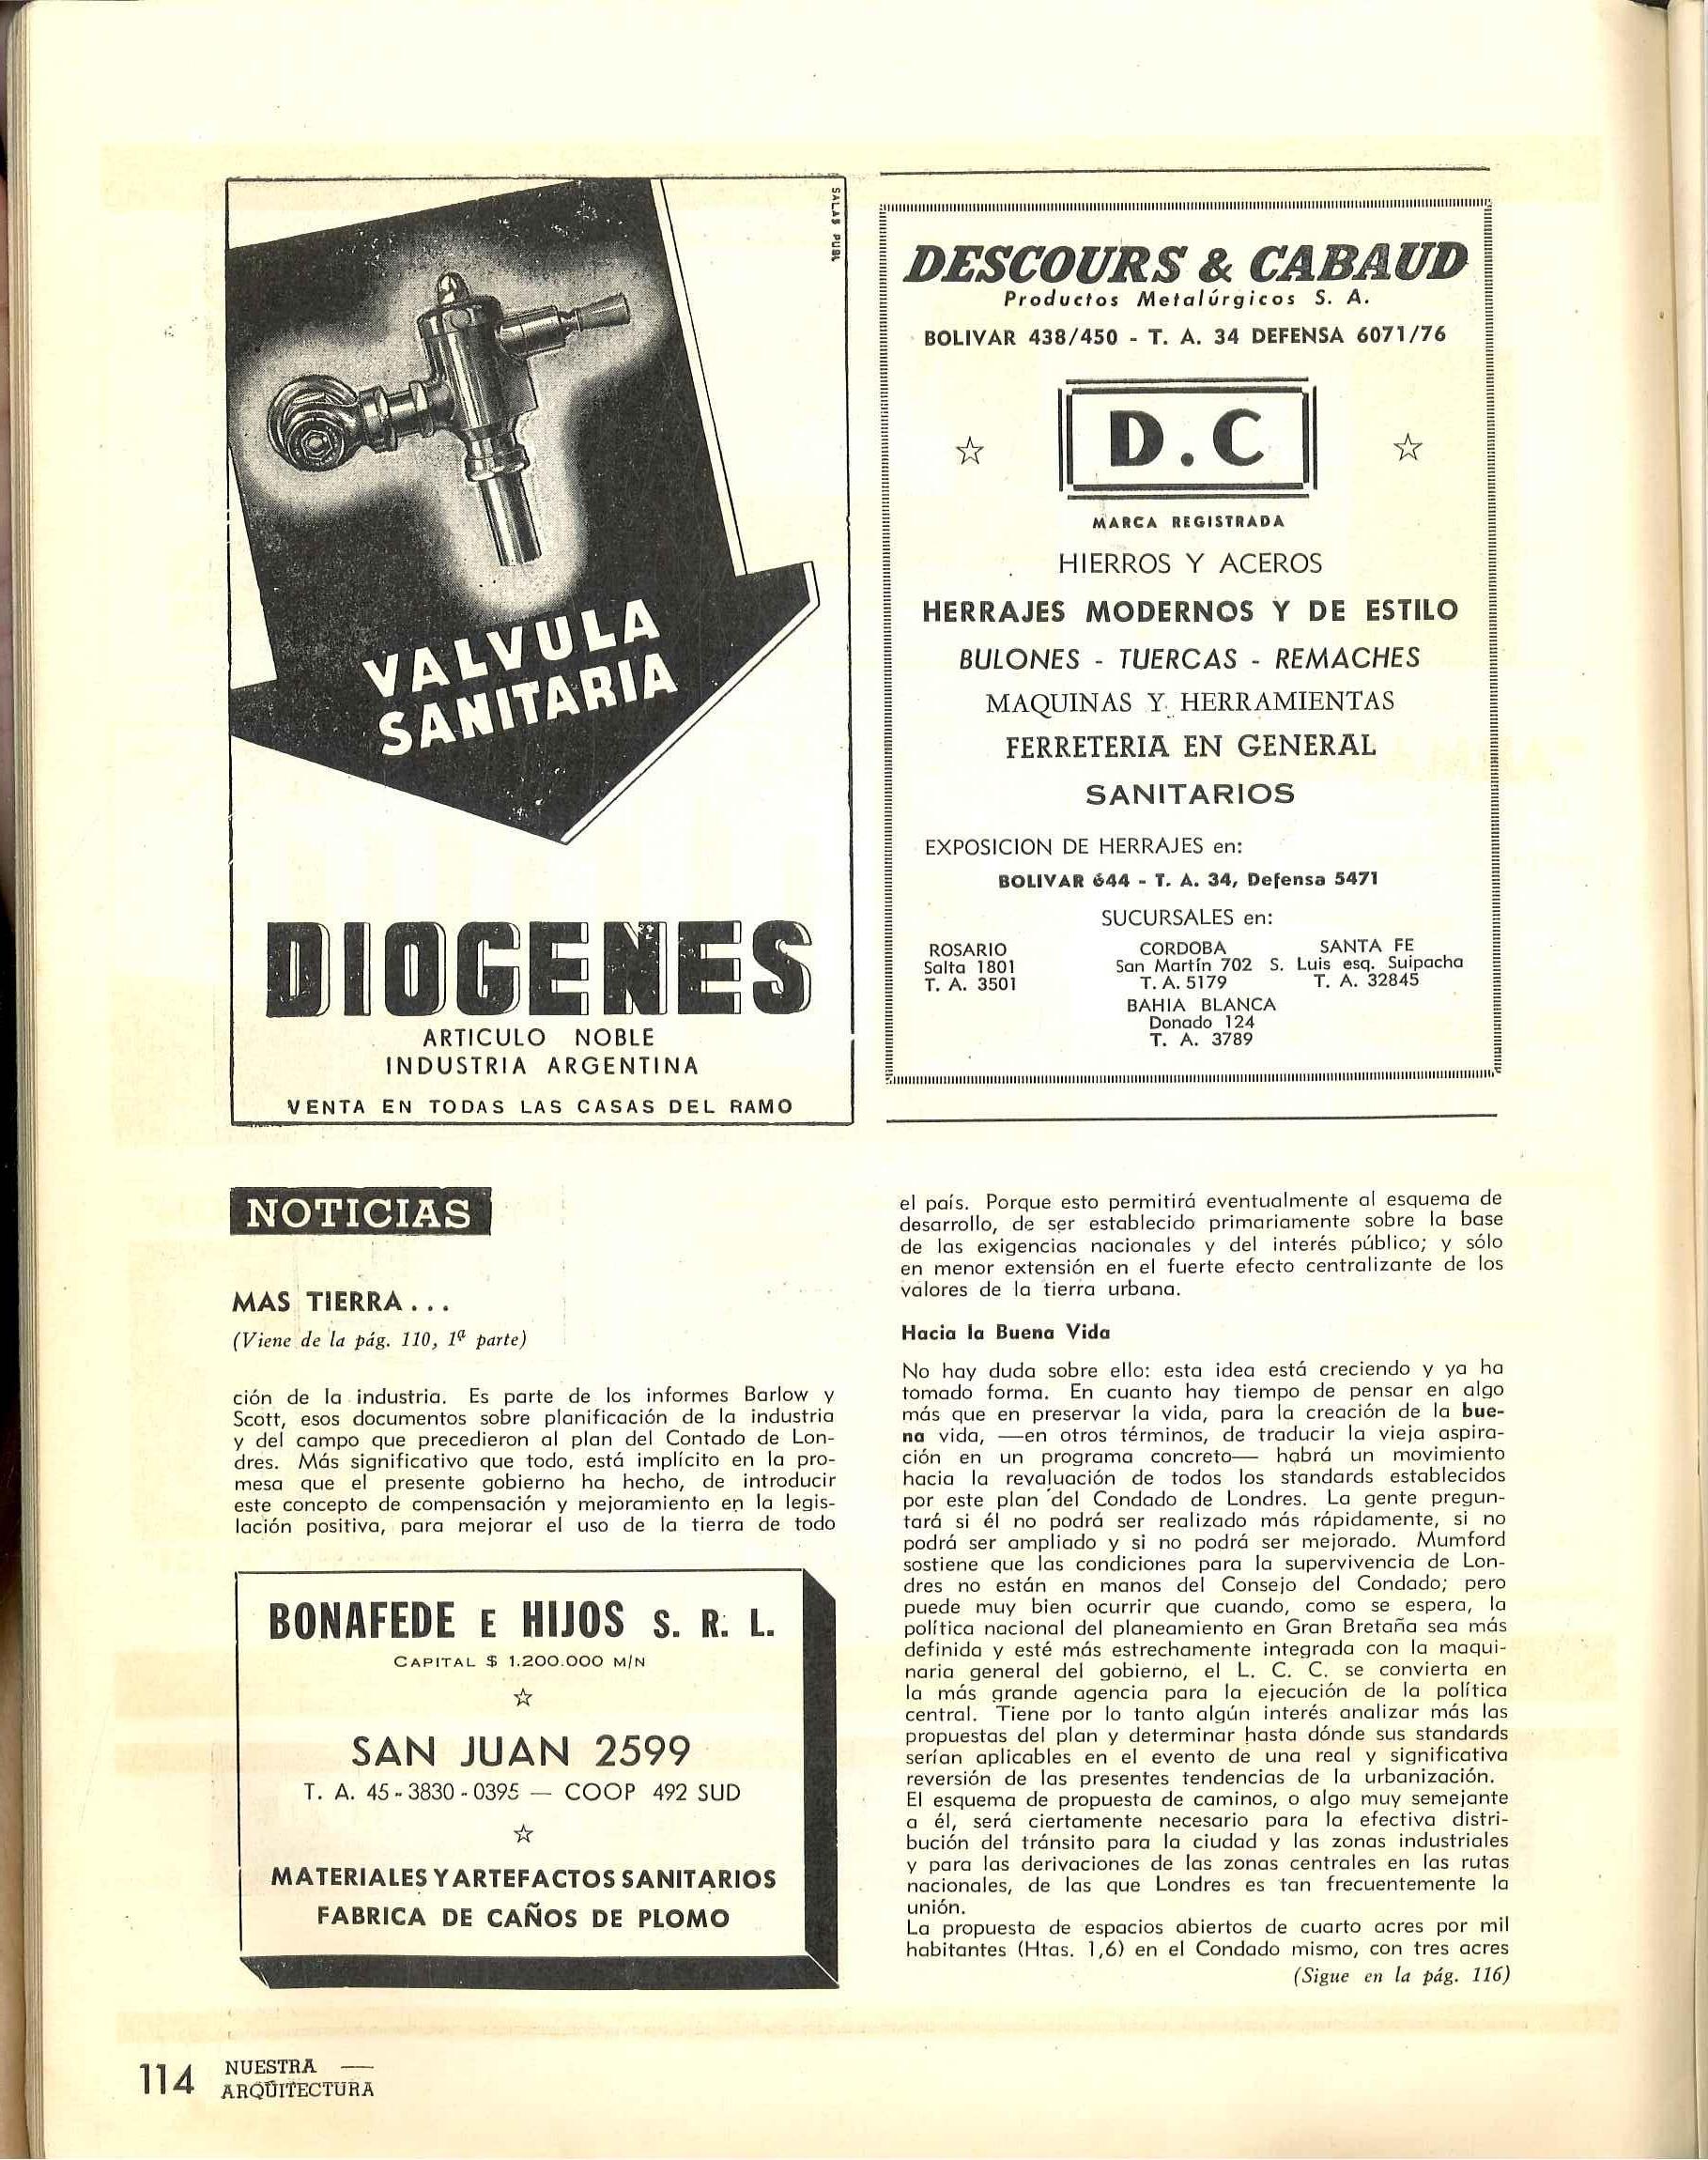 SALAS PUBL
VALVULA
SANITARIA
DIOGENES
ARTICULO NOBLE
INDUSTRIA ARGENTINA
VENTA EN TODAS LAS CASAS DEL RAMO
DESCOURS & CABAUD
Productos Metalúrgicos S. A.
BOLIVAR 438/450 - T. A. 34 DEFENSA 6071/76
D.C
MARCA REGISTRADA
HIERROS Y ACEROS
HERRAJES MODERNOS Y DE ESTILO
BULONES - TUERCAS - REMACHES
MAQUINAS Y HERRAMIENTAS
FERRETERIA EN GENERAL
SANITARIOS
EXPOSICION DE HERRAJES en:
BOLIVAR 644 - T. A. 34, Defensa 5471
SUCURSALES en:
ROSARIO
Salta 1801
T. A. 3501
CORDOBA
San Martín 702
T. A. 5179
SANTA FE
S. Luis esq. Suipacha
T. A. 32845
BAHIA BLANCA
Donado 124
T. A. 3789
NOTICIAS
MAS TIERRA...
(Viene de la pág. 110, 1ª parte)
ción de la industria. Es parte de los informes Barlow y
Scott, esos documentos sobre planificación de la industria
y del campo que precedieron al plan del Contado de Lon-
dres. Más significativo que todo, está implícito en la pro-
mesa que el presente gobierno ha hecho, de introducir
este concepto de compensación y mejoramiento en la legis-
lación positiva, para mejorar el uso de la tierra de todo
BONAFEDE E HIJOS S. R. L.
CAPITAL $ 1.200.000 M/N
SAN JUAN 2599
T. A. 45-3830-0395 — COOP 492 SUD
MATERIALES Y ARTEFACTOS SANITARIOS
FABRICA DE CAÑOS DE PLOMO
el país. Porque esto permitirá eventualmente al esquema de
desarrollo, de ser establecido primariamente sobre la base
de las exigencias nacionales y del interés público; y sólo
en menor extensión en el fuerte efecto centralizante de los
valores de la tierra urbana.
Hacia la Buena Vida
No hay duda sobre ello: esta idea está creciendo y ya ha
tomado forma. En cuanto hay tiempo de pensar en algo
más que en preservar la vida, para la creación de la bue-
na vida, —en otros términos, de traducir la vieja aspira-
ción en un programa concreto— habrá un movimiento
hacia la revaluación de todos los standards establecidos
por este plan del Condado de Londres. La gente pregun-
tará si él no podrá ser realizado más rápidamente, si no
podrá ser ampliado y si no podrá ser mejorado. Mumford
sostiene que las condiciones para la supervivencia de Lon-
dres no están en manos del Consejo del Condado; pero
puede muy bien ocurrir que cuando, como se espera, la
política nacional del planeamiento en Gran Bretaña sea más
definida y esté más estrechamente integrada con la maqui-
naria general del gobierno, el L. C. C. se convierta en
la más grande agencia para la ejecución de la política
central. Tiene por lo tanto algún interés analizar más las
propuestas del plan y determinar hasta dónde sus standards
serían aplicables en el evento de una real y significativa
reversión de las presentes tendencias de la urbanización.
El esquema de propuesta de caminos, o algo muy semejante
a él, será ciertamente necesario para la efectiva distri-
bución del tránsito para la ciudad y las zonas industriales
y para las derivaciones de las zonas centrales en las rutas
nacionales, de las que Londres es tan frecuentemente la
unión.
La propuesta de espacios abiertos de cuarto acres por mil
habitantes (Htas. 1,6) en el Condado mismo, con tres acres
(Sigue en la pág. 116)
114 NUESTRA —
ARQUITECTURA